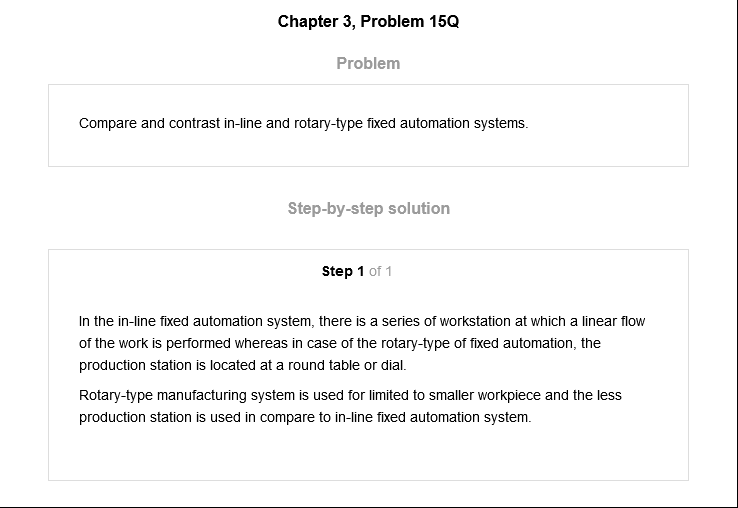 Chapter 3, Problem 15Q
Problem
Compare and contrast in-line and rotary-type fixed automation systems.
Step-by-step solution
Step 1 of 1
In the in-line fixed automation system, there is a series of workstation at which a linear flow
of the work is performed whereas in case of the rotary-type of fixed automation, the
production station is located at a round table or dial.
Rotary-type manufacturing system is used for limited to smaller workpiece and the less
production station is used in compare to in-line fixed automation system.